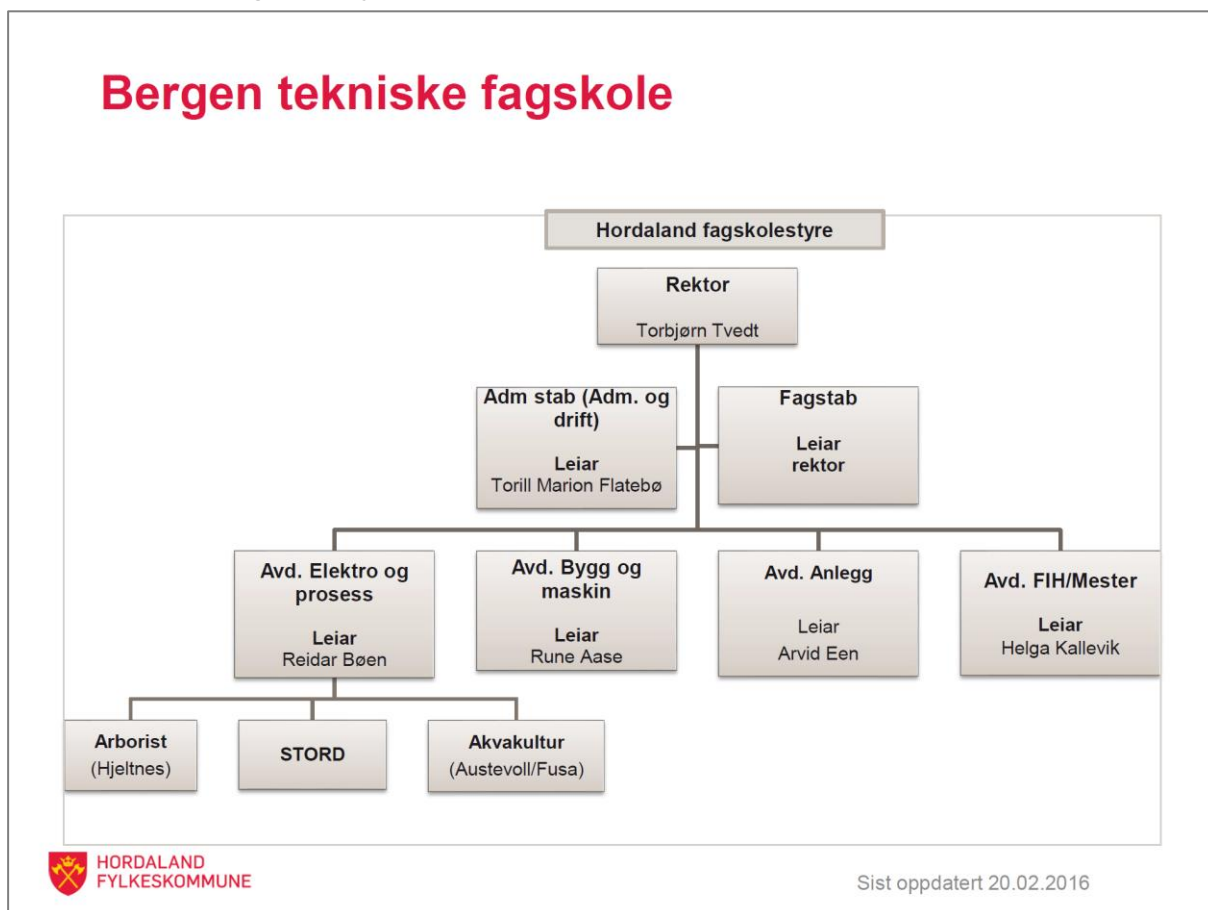 Bergen tekniske fagskole
Hordaland fagskolestyre
Rektor
Torbjørn Tvedt
Adm stab (Adm. og
drift)
Leiar
Torill Marion Flatebø
Fagstab
Leiar
rektor
Avd. Elektro og
prosess
Leiar
Reidar Bøen
Avd. Bygg og
maskin
Leiar
Rune Aase
Avd. Anlegg
Leiar
Arvid Een
Avd. FIH/Mester
Leiar
Helga Kallevik
Arborist
(Hjeltnes)
STORD
Akvakultur
(Austevoll/Fusa)
HORDALAND
FYLKESKOMMUNE
Sist oppdatert 20.02.2016